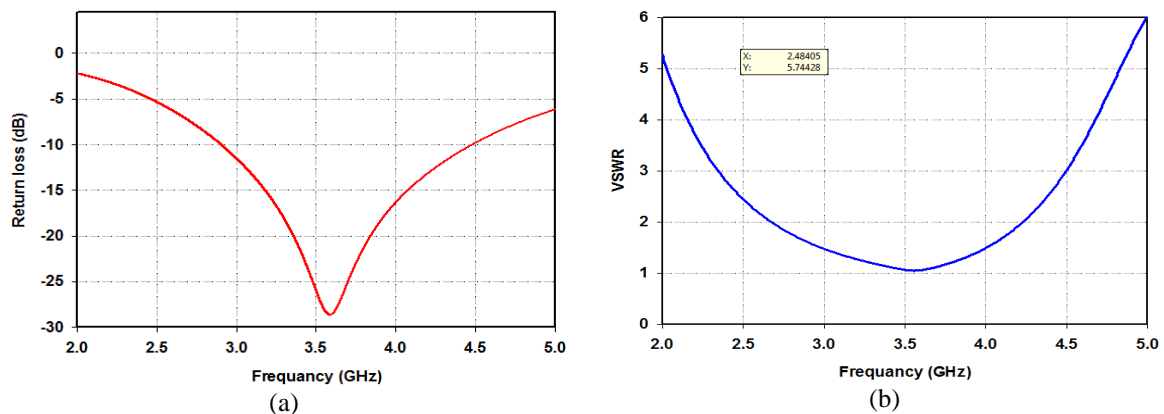 0
-5
-10
-15
-20
-25
-30
Return loss (dB)
2.0 2.5 3.0 3.5 4.0 4.5 5.0
Frequancy (GHz)
(a)
6
5
4
3
2
1
0
VSWR
X: 2.48405
Y: 5.74428
2.0 2.5 3.0 3.5 4.0 4.5 5.0
Frequancy (GHz)
(b)